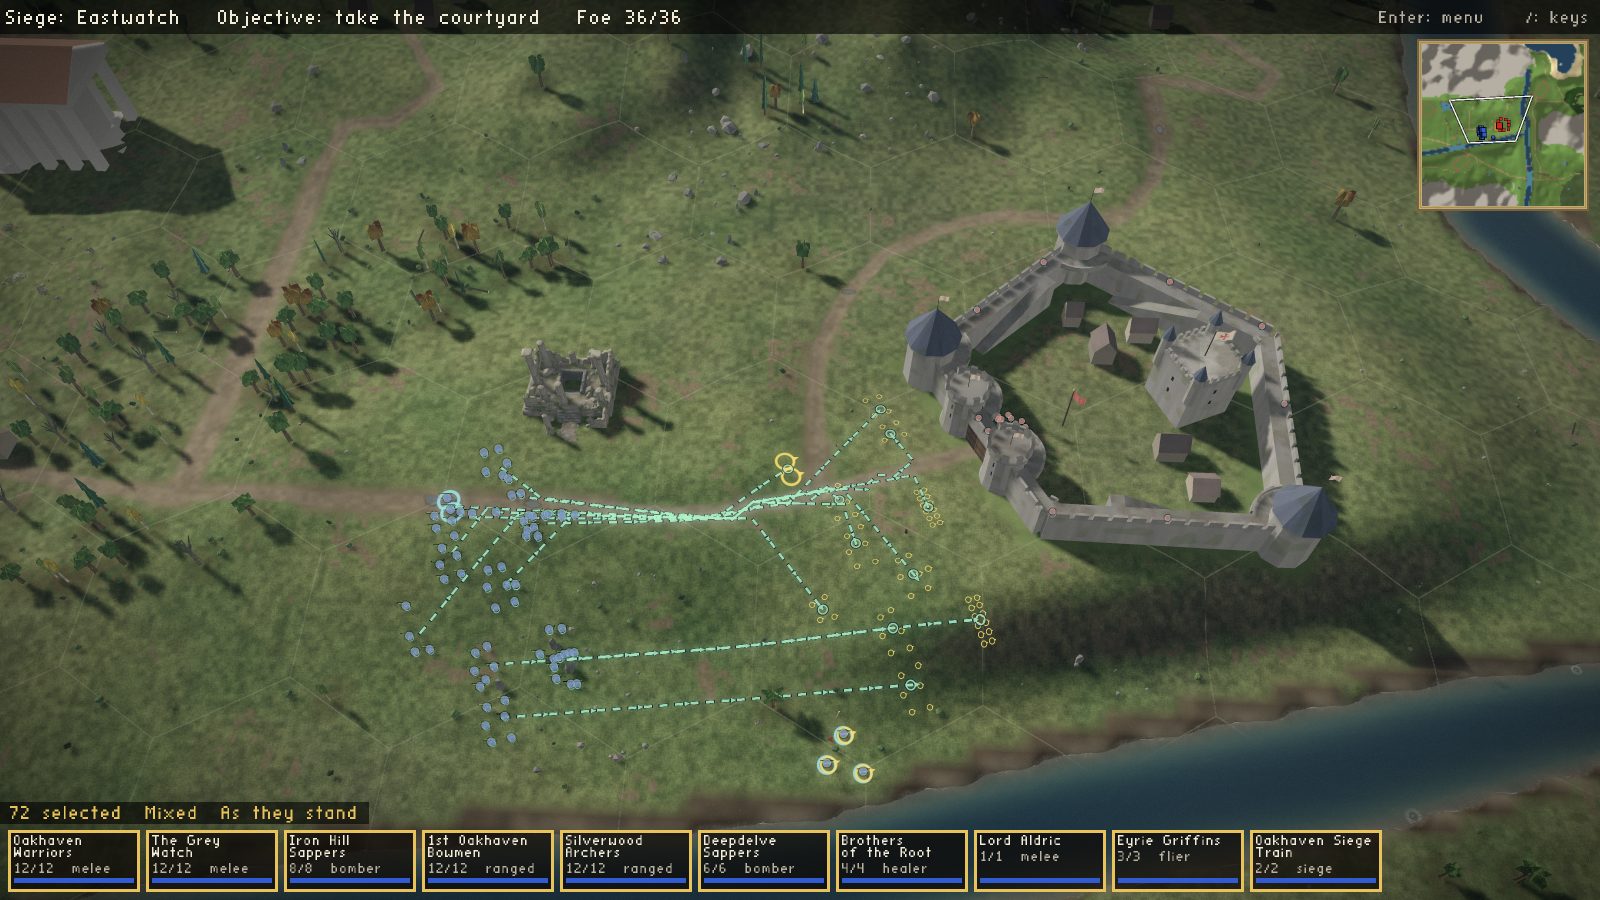 Siege: Eastwatch Objective: take the courtyard Foe 36/36 Enter: menu /: keys
72 selected Mixed As they stand
Oakhaven Warriors
12/12 melee
The Grey Watch
12/12 melee
Iron Hill Sappers
8/8 bomber
1st Oakhaven Bowmen
12/12 ranged
Silverwood Archers
12/12 ranged
Deepdelve Sappers
6/6 bomber
Brothers of the Root
4/4 healer
Lord Aldric
1/1 melee
Eyrie Griffins
3/3 flier
Oakhaven Siege Train
2/2 siege